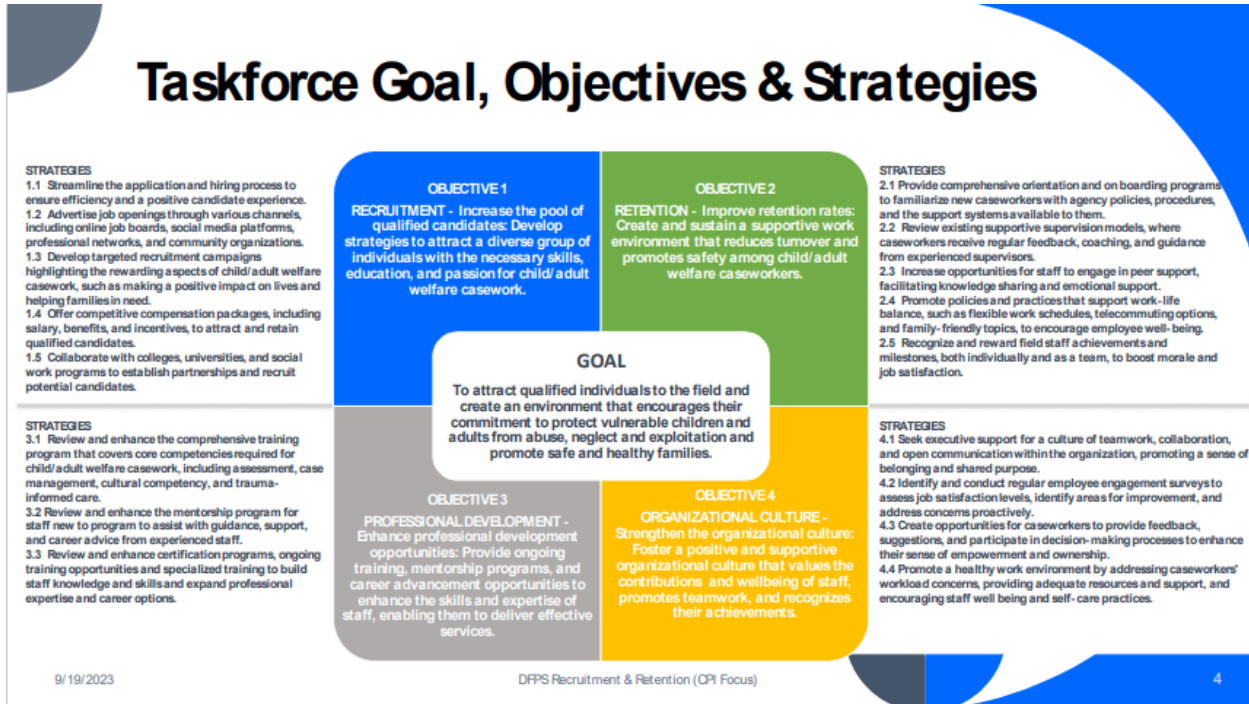 Taskforce Goal, Objectives & Strategies
STRATEGIES
1.1 Streamline the application and hiring process to
ensure efficiency and a positive candidate experience.
1.2 Advertise job openings through various channels,
including online job boards, social media platforms,
professional networks, and community organizations.
1.3 Develop targeted recruitment campaigns
highlighting the rewarding aspects of child/adult welfare
casework, such as making a positive impact on lives and
helping families in need.
1.4 Offer competitive compensation packages, including
salary, benefits, and incentives, to attract and retain
qualified candidates.
1.5 Collaborate with colleges, universities, and social
work programs to establish partnerships and recruit
potential candidates.
OBJECTIVE 1
RECRUITMENT - Increase the pool of
qualified candidates: Develop
strategies to attract a diverse group of
individuals with the necessary skills,
education, and passion for child/adult
welfare casework.
OBJECTIVE 2
RETENTION - Improve retention rates:
Create and sustain a supportive work
environment that reduces turnover and
promotes safety among child/adult
welfare caseworkers.
STRATEGIES
2.1 Provide comprehensive orientation and on boarding programs
to familiarize new caseworkers with agency policies, procedures,
and the support systems available to them.
2.2 Review existing supportive supervision models, where
caseworkers receive regular feedback, coaching, and guidance
from experienced supervisors.
2.3 Increase opportunities for staff to engage in peer support,
facilitating knowledge sharing and emotional support.
2.4 Promote policies and practices that support work-life
balance, such as flexible work schedules, telecommuting options,
and family-friendly topics, to encourage employee well-being.
2.5 Recognize and reward field staff achievements and
milestones, both individually and as a team, to boost morale and
job satisfaction.
GOAL
To attract qualified individuals to the field and
create an environment that encourages their
commitment to protect vulnerable children and
adults from abuse, neglect and exploitation and
promote safe and healthy families.
STRATEGIES
3.1 Review and enhance the comprehensive training
program that covers core competencies required for
child/adult welfare casework, including assessment, case
management, cultural competency, and trauma-
informed care.
3.2 Review and enhance the mentorship program for
staff new to program to assist with guidance, support,
and career advice from experienced staff.
3.3 Review and enhance certification programs, ongoing
training opportunities and specialized training to build
staff knowledge and skills and expand professional
expertise and career options.
OBJECTIVE 3
PROFESSIONAL DEVELOPMENT -
Enhance professional development
opportunities: Provide ongoing
training, mentorship programs, and
career advancement opportunities to
enhance the skills and expertise of
staff, enabling them to deliver effective
services.
OBJECTIVE 4
ORGANIZATIONAL CULTURE -
Strengthen the organizational culture:
Foster a positive and supportive
organizational culture that values the
contributions and wellbeing of staff,
promotes teamwork, and recognizes
their achievements.
STRATEGIES
4.1 Seek executive support for a culture of teamwork, collaboration,
and open communication within the organization, promoting a sense of
belonging and shared purpose.
4.2 Identify and conduct regular employee engagement surveys to
assess job satisfaction levels, identify areas for improvement, and
address concerns proactively.
4.3 Create opportunities for caseworkers to provide feedback,
suggestions, and participate in decision-making processes to enhance
their sense of empowerment and ownership.
4.4 Promote a healthy work environment by addressing caseworkers'
workload concerns, providing adequate resources and support, and
encouraging staff well being and self-care practices.
9/19/2023
DFPS Recruitment & Retention (CPI Focus)
4